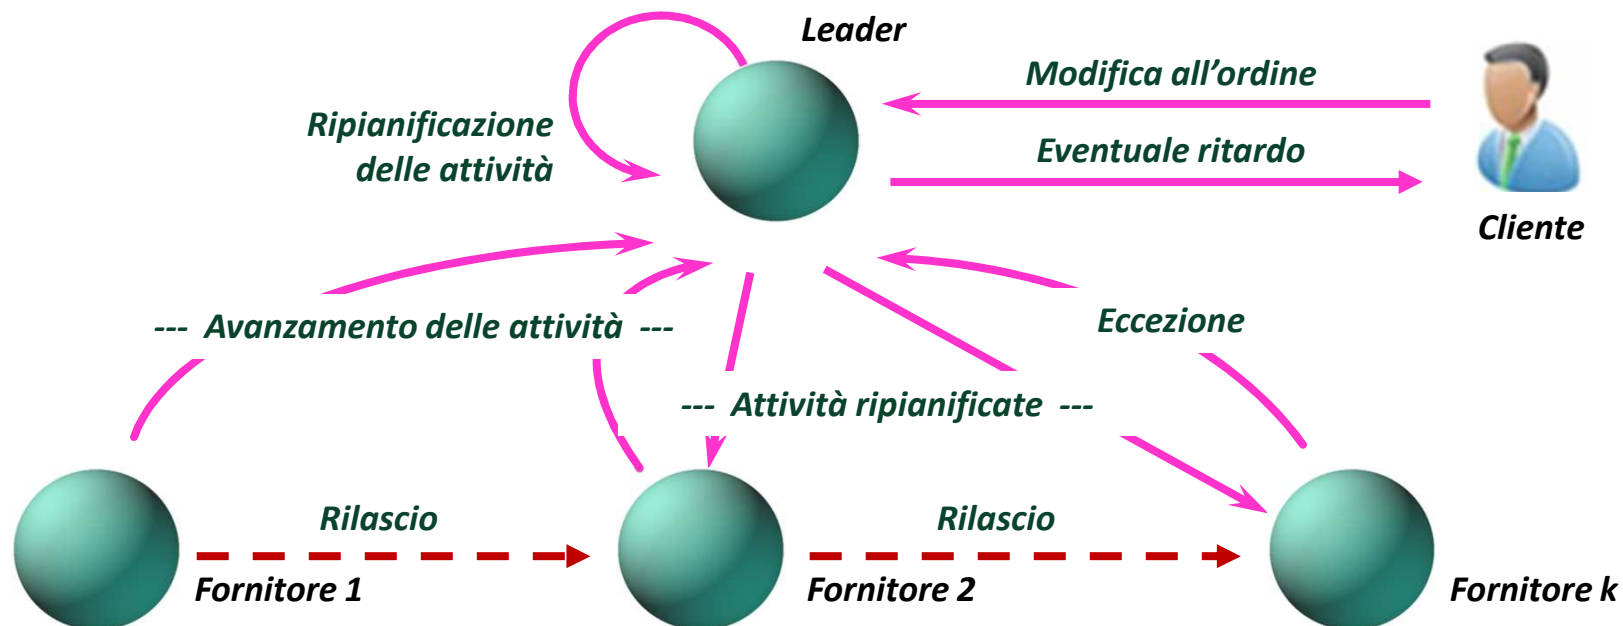 Leader
Modifica all’ordine
Ripianificazione
delle attività
Eventuale ritardo
Cliente
--- Avanzamento delle attività ---
Eccezione
--- Attività ripianificate ---
Rilascio
Rilascio
Fornitore 1
Fornitore 2
Fornitore k